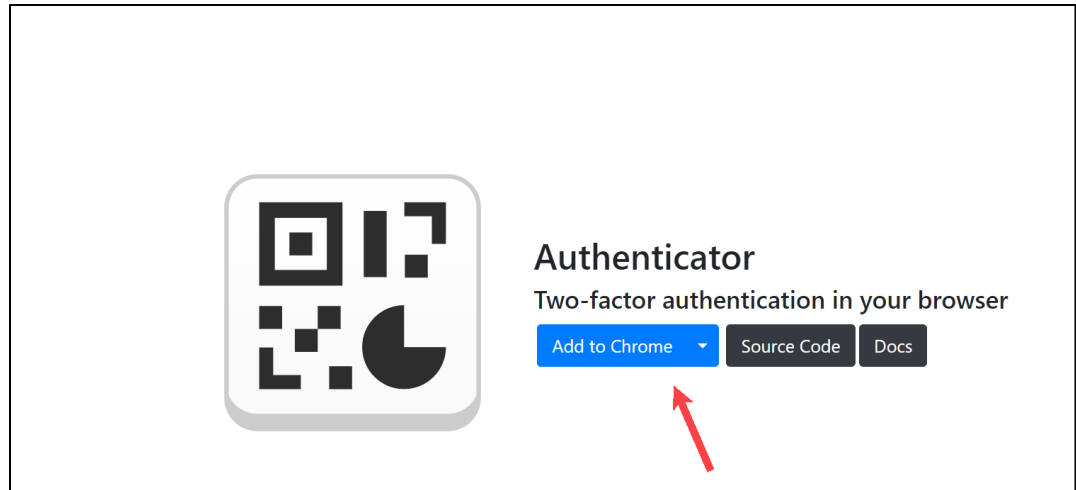 Authenticator
Two-factor authentication in your browser
Add to Chrome Source Code Docs